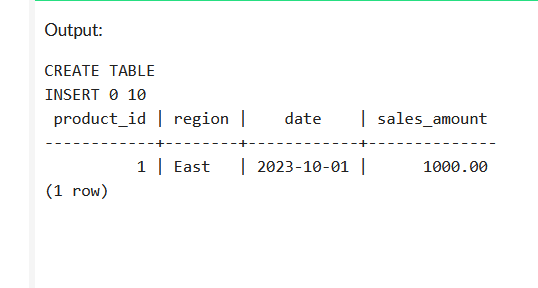 Output:
CREATE TABLE
INSERT 0 10
 product_id | region |    date    | sales_amount
------------+--------+------------+--------------
          1 | East   | 2023-10-01 |      1000.00
(1 row)